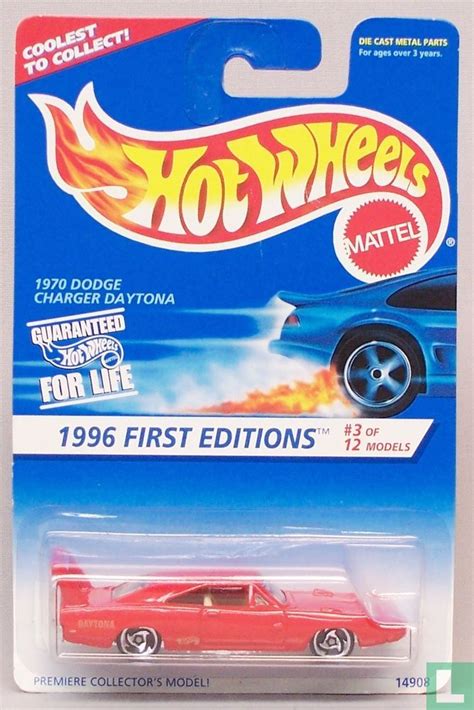 COOLEST
TO COLLECT!
DIE CAST METAL PARTS
For ages over 3 years.
HOT WHEELS
MATTEL
1970 DODGE
CHARGER DAYTONA
GUARANTEED
Hot Wheels
FOR LIFE
1996 FIRST EDITIONS™
#3 OF
12 MODELS
DAYTONA
PREMIERE COLLECTOR'S MODEL!
14908
l